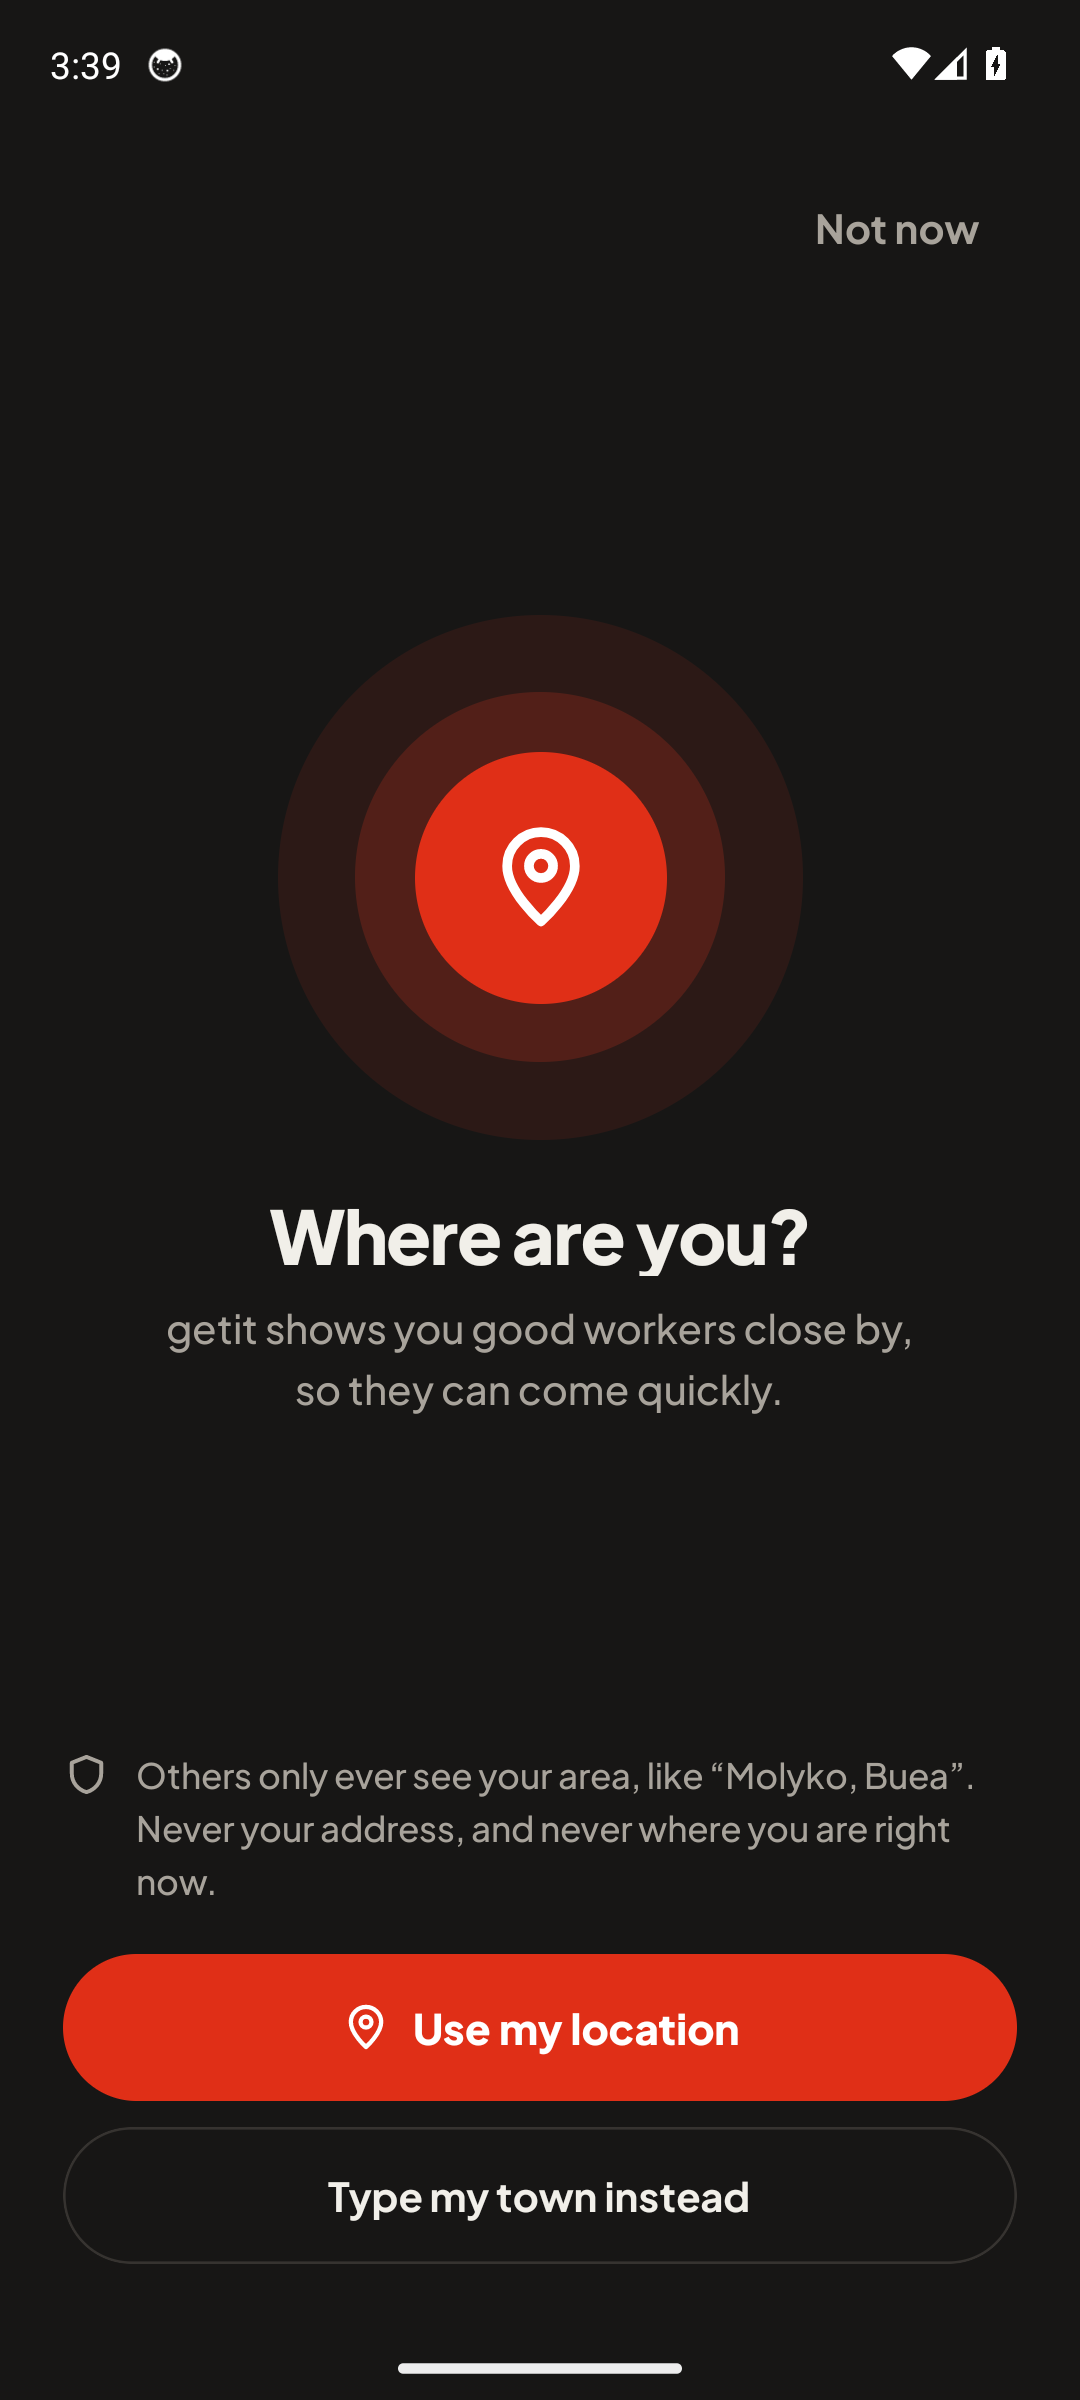 3:39
Not now
Where are you?
getit shows you good workers close by,
so they can come quickly.
Others only ever see your area, like “Molyko, Buea”.
Never your address, and never where you are right
now.
Use my location
Type my town instead